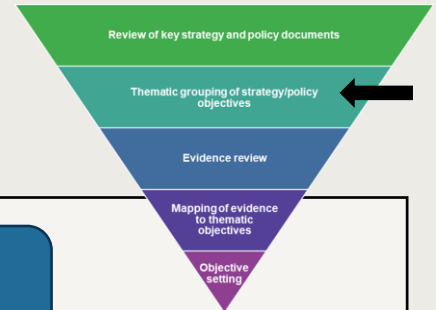 Review of key strategy and policy documents
Thematic grouping of strategy/policy
objectives
Evidence review
Mapping of evidence
to thematic
objectives
Objective
setting